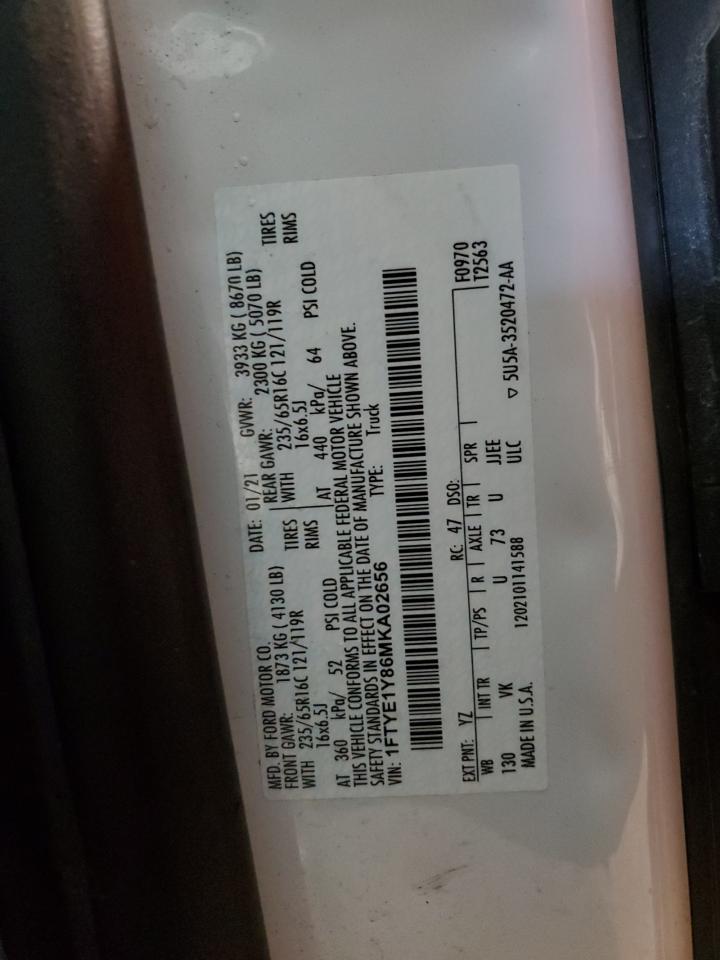 MFD. BY FORD MOTOR CO.
DATE: 01/21 GVWR: 3933 KG ( 8670 LB)
FRONT GAWR: 1873 KG ( 4130 LB) REAR GAWR: 2300 KG ( 5070 LB)
WITH 235/65R16C 121/119R TIRES WITH 235/65R16C 121/119R TIRES
16x6.5J RIMS 16x6.5J RIMS
AT 360 kPa/ 52 PSI COLD AT 440 kPa/ 64 PSI COLD
THIS VEHICLE CONFORMS TO ALL APPLICABLE FEDERAL MOTOR VEHICLE
SAFETY STANDARDS IN EFFECT ON THE DATE OF MANUFACTURE SHOWN ABOVE.
VIN: 1FTYE1Y86MKA02656 TYPE: Truck
EXT PNT: YZ RC: 47 DSO: F0970
WB INT TR TP/PS R AXLE TR SPR T2563
130 VK U 73 U JJEE
MADE IN U.S.A. 1202101141588 ULC ▽ 5U5A-3520472-AA